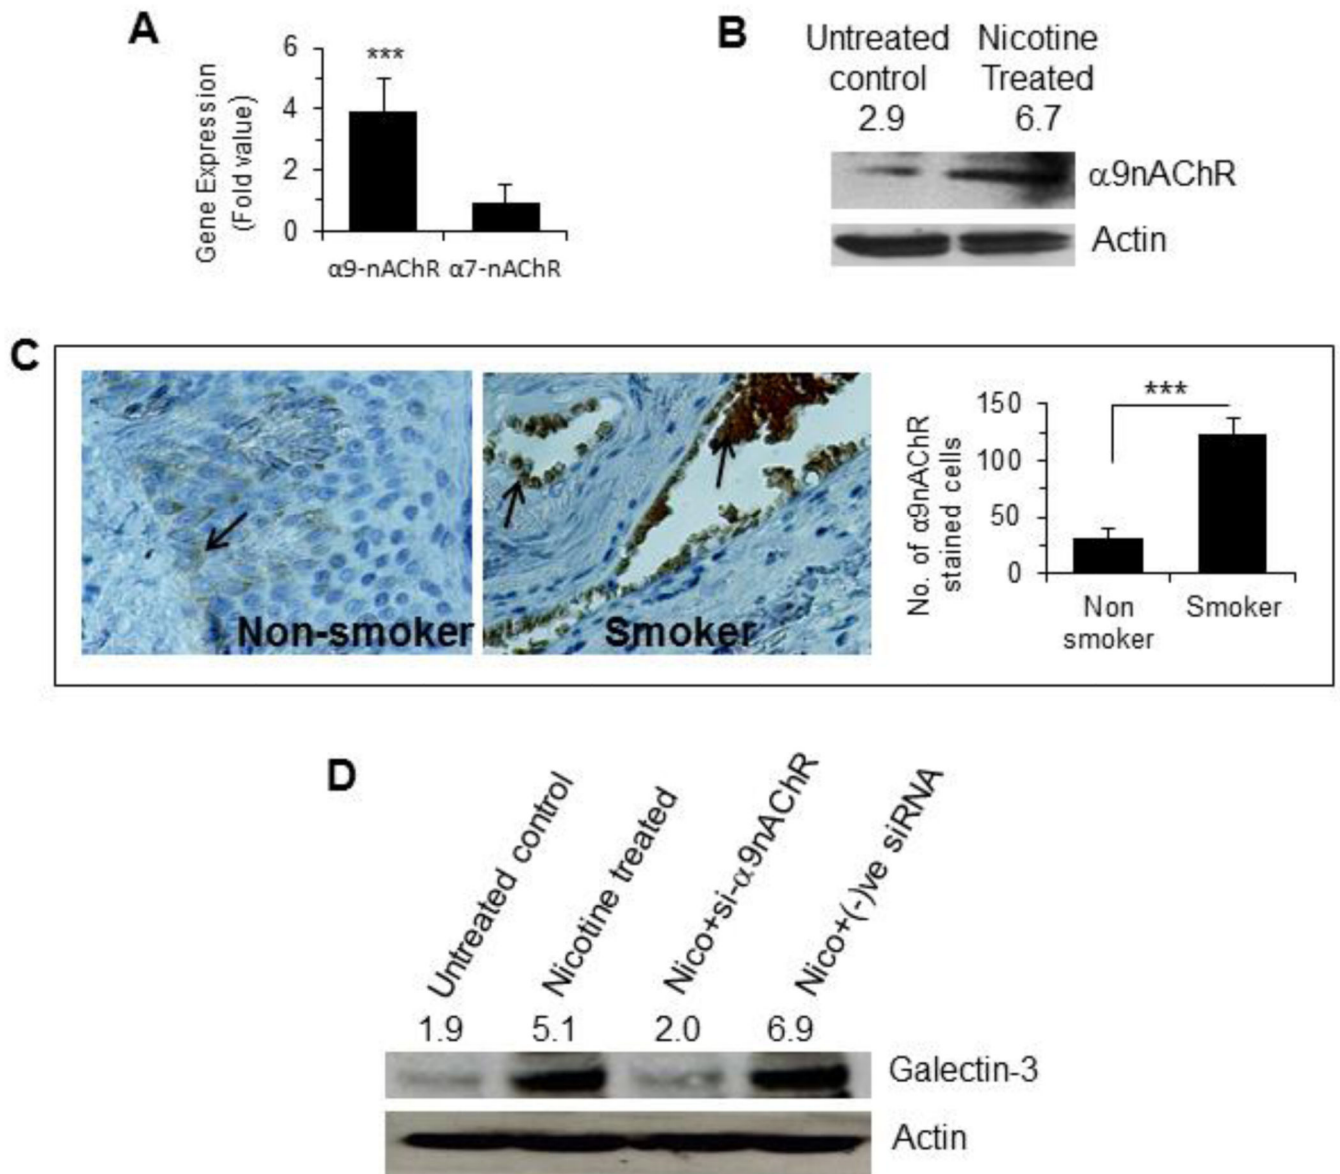 A
Gene Expression
(Fold value)
6
***
4
2
0
α9-nAChR α7-nAChR
B
Untreated control
Nicotine Treated
2.9 6.7
α9nAChR
Actin
C
Non-smoker
Smoker
No. of α9nAChR
stained cells
150
***
100
50
0
Non
smoker
Smoker
D
Untreated control
Nicotine treated
Nico+si-α9nAChR
Nico+(-)ve siRNA
1.9 5.1 2.0 6.9
Galectin-3
Actin